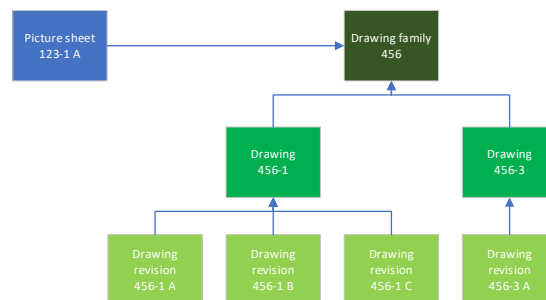 Picture sheet
123-1 A
Drawing family
456
Drawing
456-1
Drawing
456-3
Drawing
revision
456-1 A
Drawing
revision
456-1 B
Drawing
revision
456-1 C
Drawing
revision
456-3 A